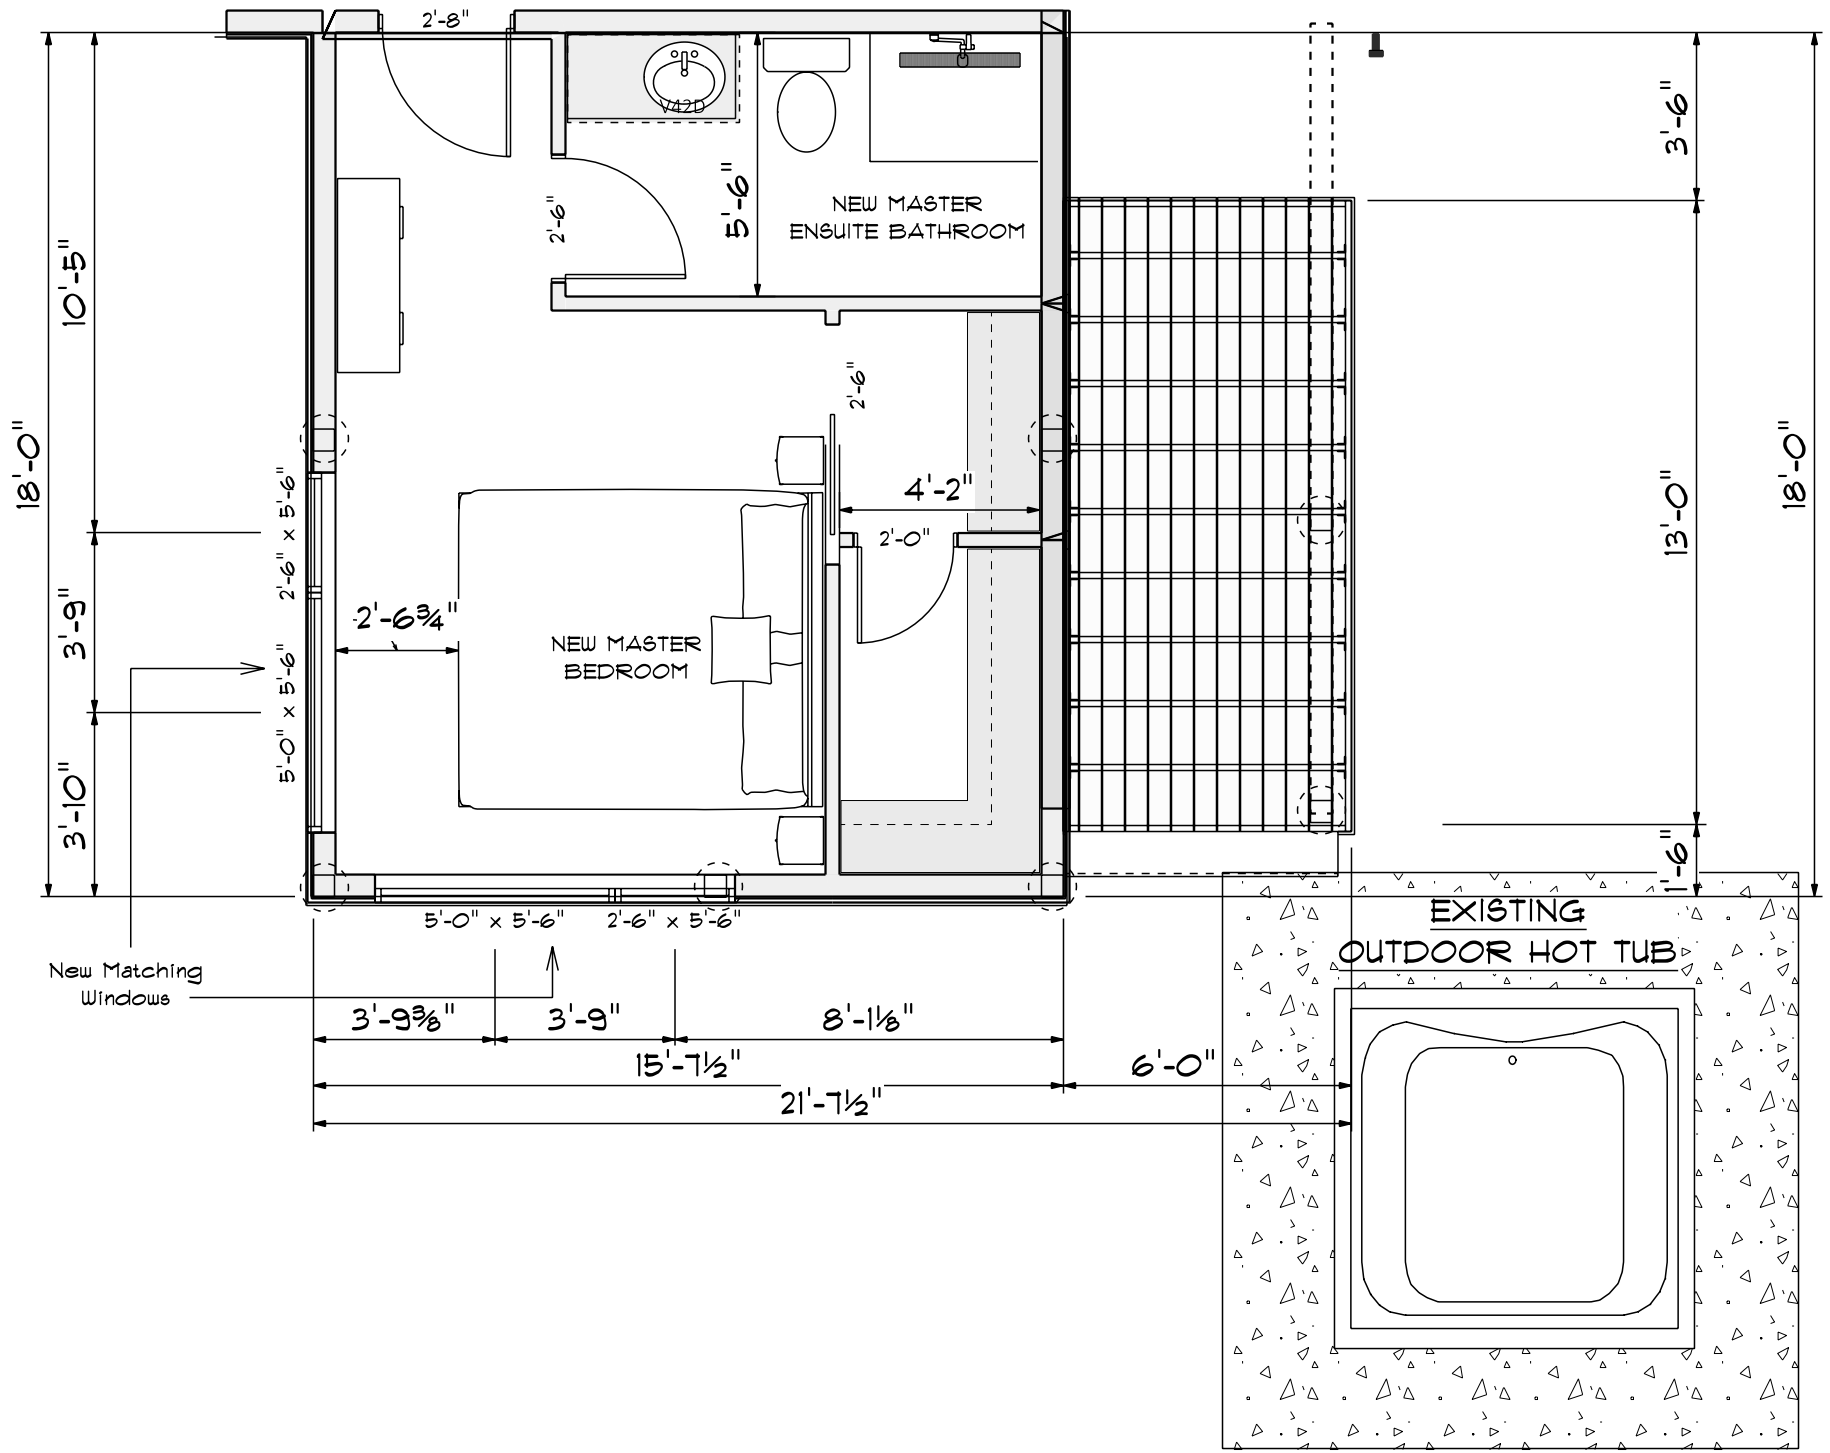 2'-8"
V42D
3'-6"
5'-6"
2'-6"
NEW MASTER
ENSUITE BATHROOM
10'-5"
2'-6"
18'-0"
18'-0"
4'-2"
13'-0"
2'-6" x 5'-6"
2'-0"
3'-9"
2'-6¾"
NEW MASTER
BEDROOM
5'-0" x 5'-6"
3'-10"
1'-6"
5'-0" x 5'-6"
2'-6" x 5'-6"
EXISTING
OUTDOOR HOT TUB
New Matching
Windows
3'-9⅜"
3'-9"
8'-1⅛"
15'-7½"
6'-0"
21'-7½"